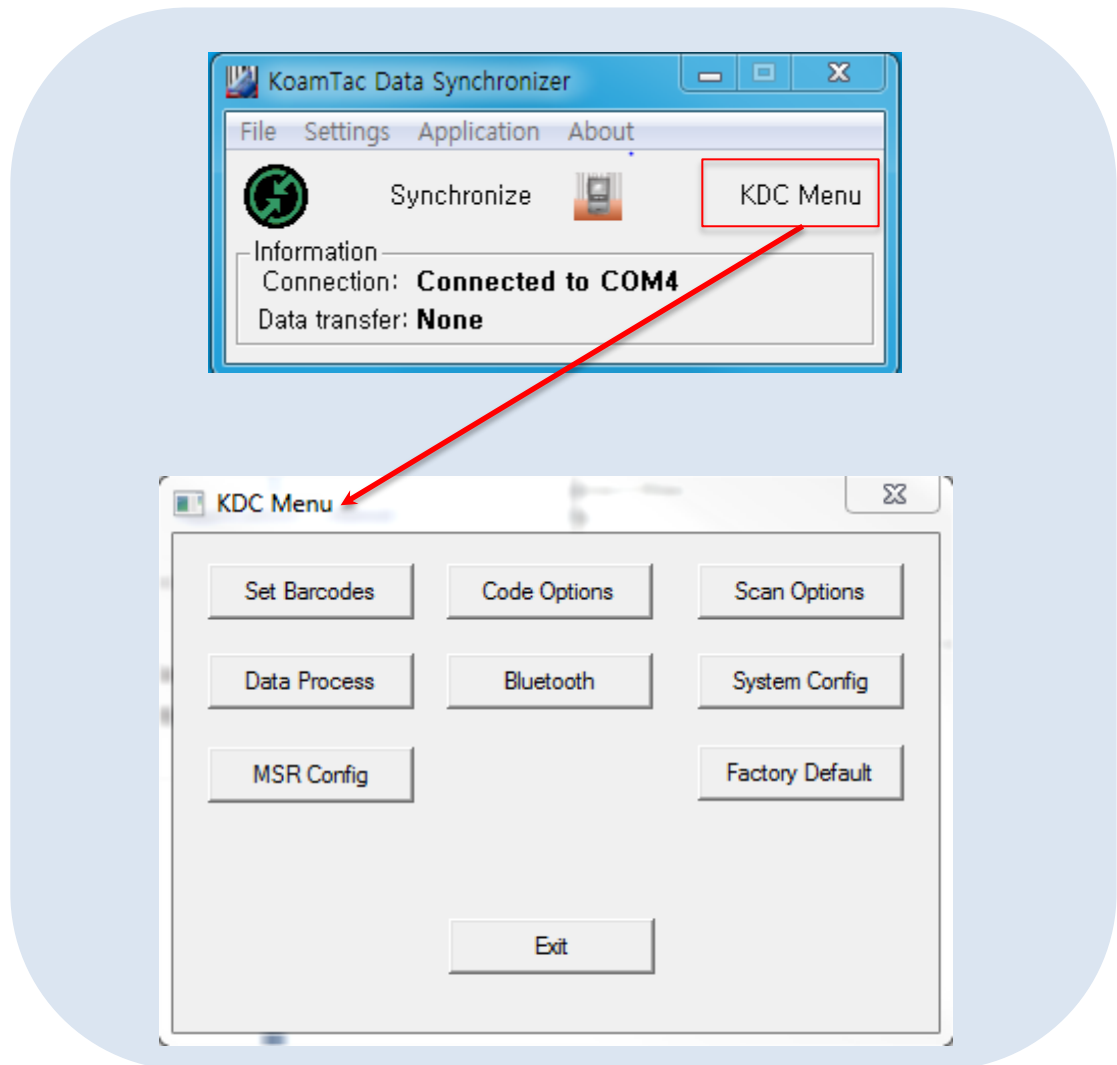 KoamTac Data Synchronizer
File Settings Application About
Synchronize KDC Menu
Information
Connection: Connected to COM4
Data transfer: None
KDC Menu
Set Barcodes Code Options Scan Options
Data Process Bluetooth System Config
MSR Config Factory Default
Exit